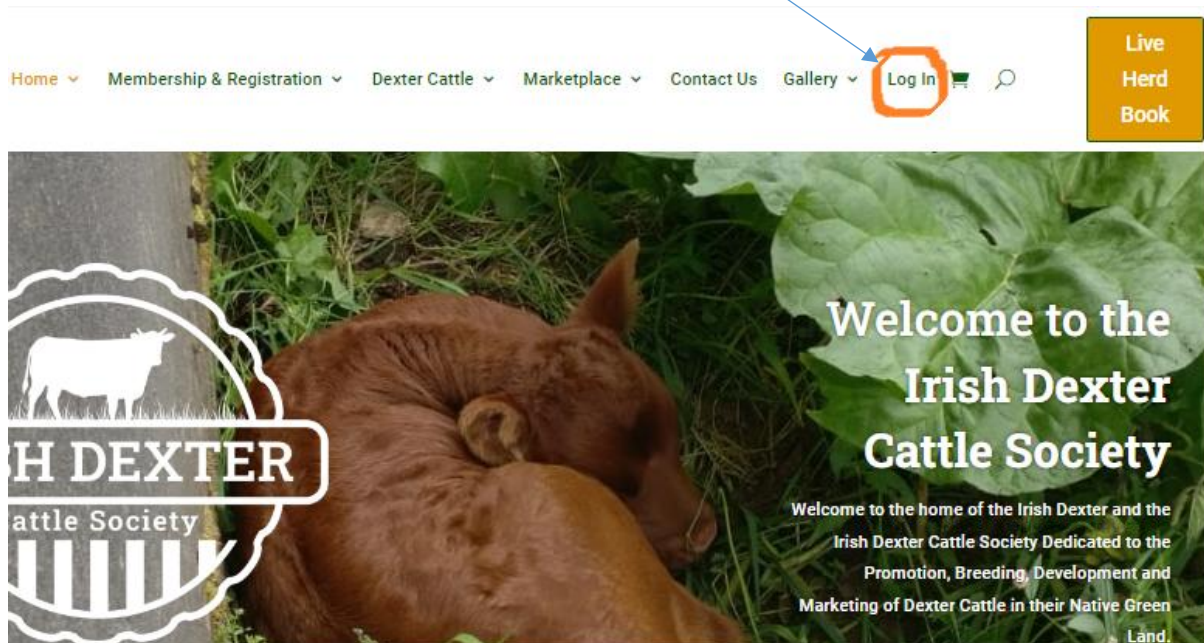 Home Membership & Registration Dexter Cattle Marketplace Contact Us Gallery Log In
Live
Herd
Book
H DEXTER
attle Society
Welcome to the
Irish Dexter
Cattle Society
Welcome to the home of the Irish Dexter and the
Irish Dexter Cattle Society Dedicated to the
Promotion, Breeding, Development and
Marketing of Dexter Cattle in their Native Green
Land.